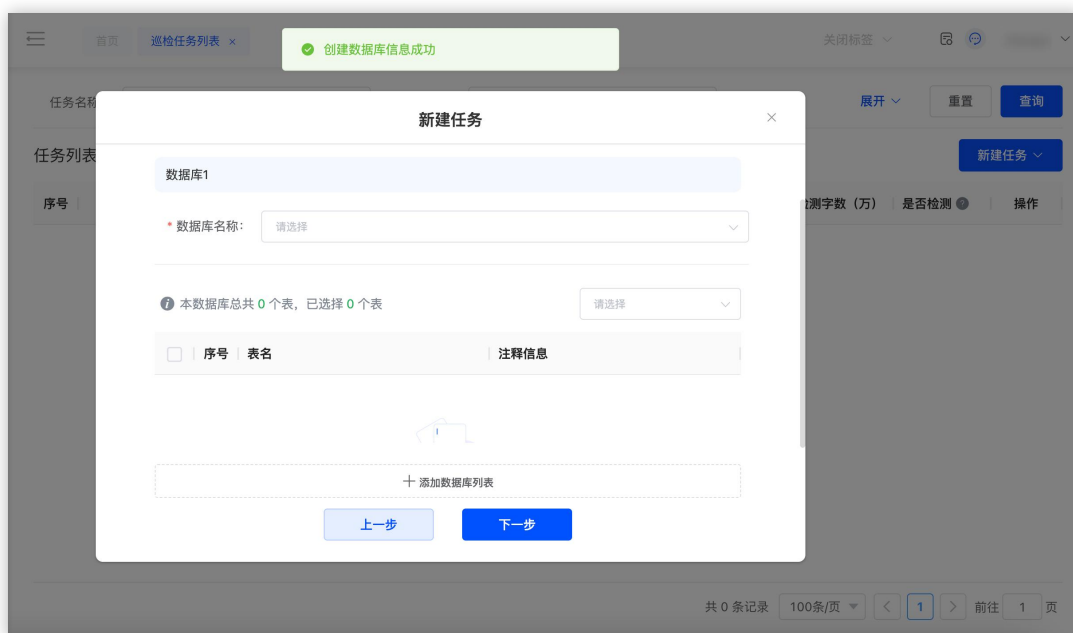 首页 巡检任务列表 × 创建数据库信息成功 关闭标签
任务名称 展开 重置 查询
新建任务
任务列表 新建任务
数据库1
序号 检测字数（万） 是否检测 操作
* 数据库名称： 请选择
本数据库总共 0 个表，已选择 0 个表 请选择
序号 表名 注释信息
添加数据库列表
上一步 下一步
共 0 条记录 100条/页 1 前往 1 页